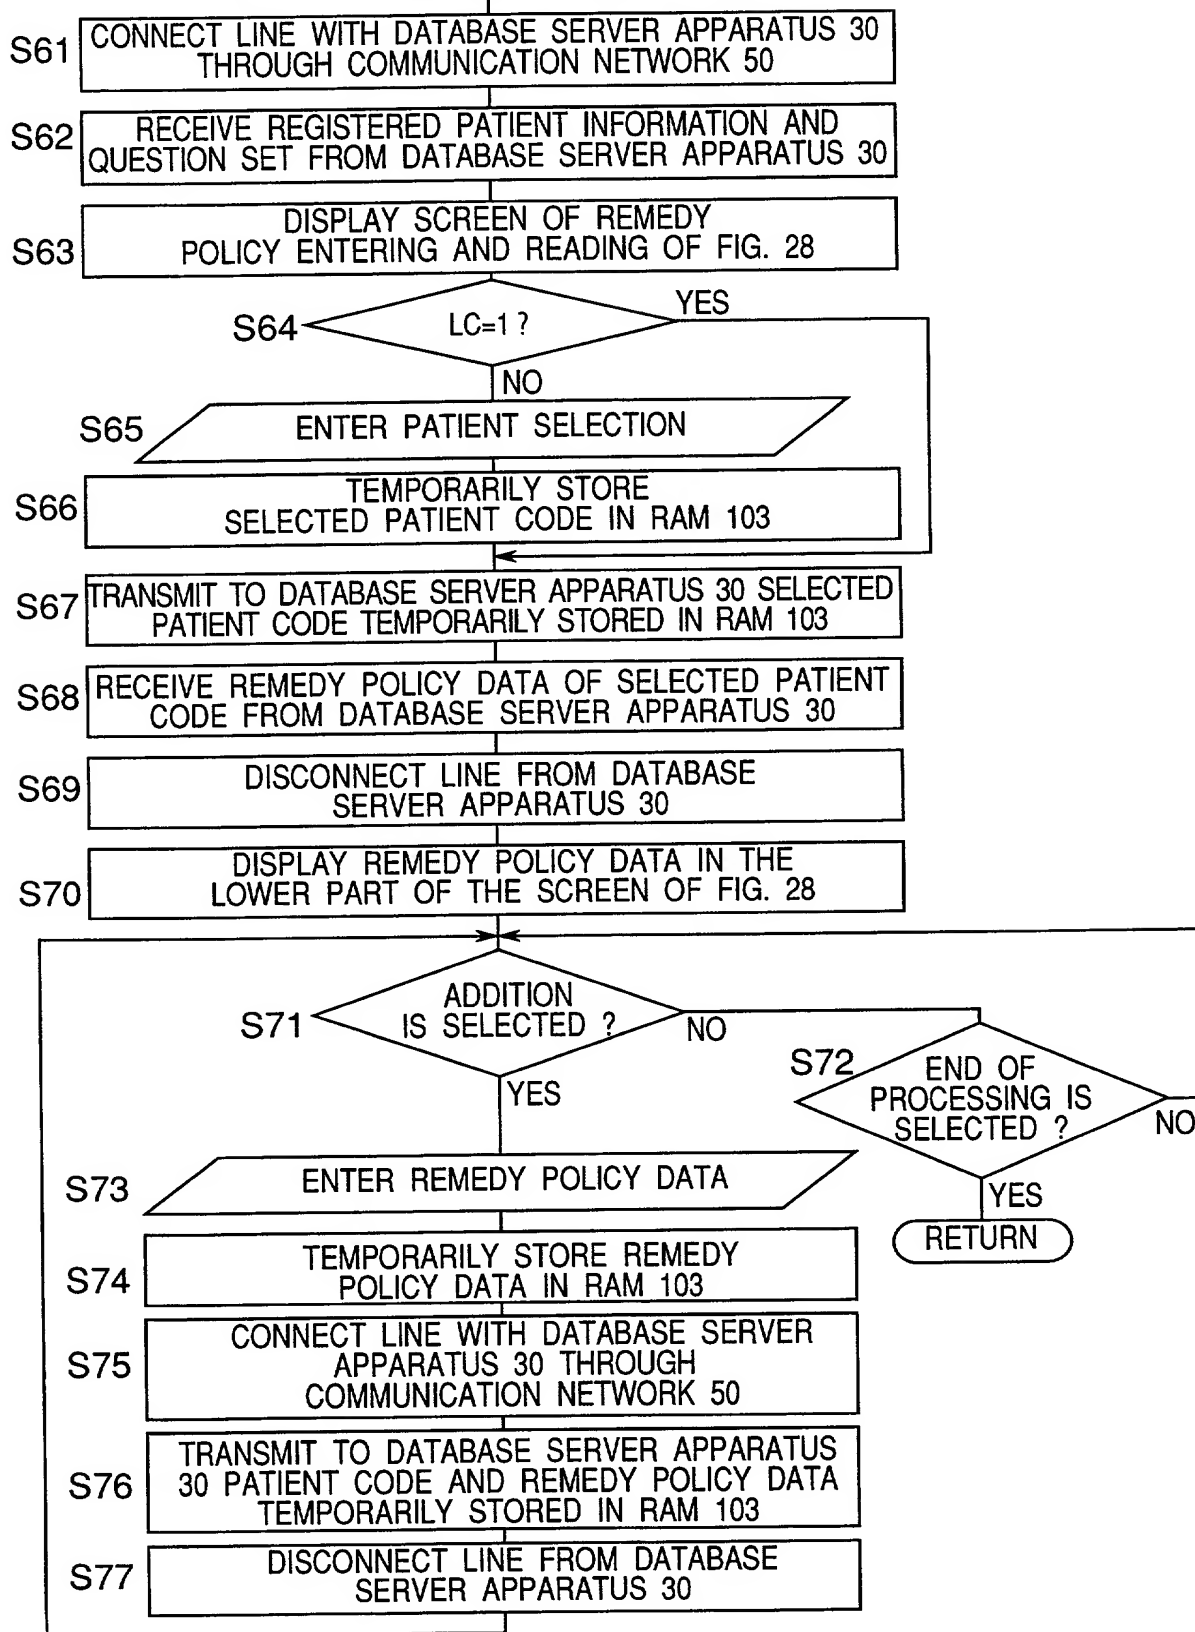 S61
CONNECT LINE WITH DATABASE SERVER APPARATUS 30
THROUGH COMMUNICATION NETWORK 50
S62
RECEIVE REGISTERED PATIENT INFORMATION AND
QUESTION SET FROM DATABASE SERVER APPARATUS 30
S63
DISPLAY SCREEN OF REMEDY
POLICY ENTERING AND READING OF FIG. 28
S64
LC=1 ?
YES
NO
S65
ENTER PATIENT SELECTION
S66
TEMPORARILY STORE
SELECTED PATIENT CODE IN RAM 103
S67
TRANSMIT TO DATABASE SERVER APPARATUS 30 SELECTED
PATIENT CODE TEMPORARILY STORED IN RAM 103
S68
RECEIVE REMEDY POLICY DATA OF SELECTED PATIENT
CODE FROM DATABASE SERVER APPARATUS 30
S69
DISCONNECT LINE FROM DATABASE
SERVER APPARATUS 30
S70
DISPLAY REMEDY POLICY DATA IN THE
LOWER PART OF THE SCREEN OF FIG. 28
S71
ADDITION
IS SELECTED ?
NO
YES
S72
END OF
PROCESSING IS
SELECTED ?
NO
YES
RETURN
S73
ENTER REMEDY POLICY DATA
S74
TEMPORARILY STORE REMEDY
POLICY DATA IN RAM 103
S75
CONNECT LINE WITH DATABASE SERVER
APPARATUS 30 THROUGH
COMMUNICATION NETWORK 50
S76
TRANSMIT TO DATABASE SERVER APPARATUS
30 PATIENT CODE AND REMEDY POLICY DATA
TEMPORARILY STORED IN RAM 103
S77
DISCONNECT LINE FROM DATABASE
SERVER APPARATUS 30